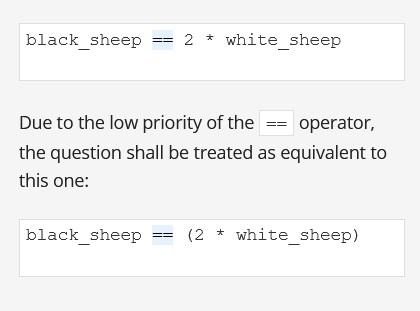 black_sheep == 2 * white_sheep
Due to the low priority of the == operator,
the question shall be treated as equivalent to
this one:
black_sheep == (2 * white_sheep)